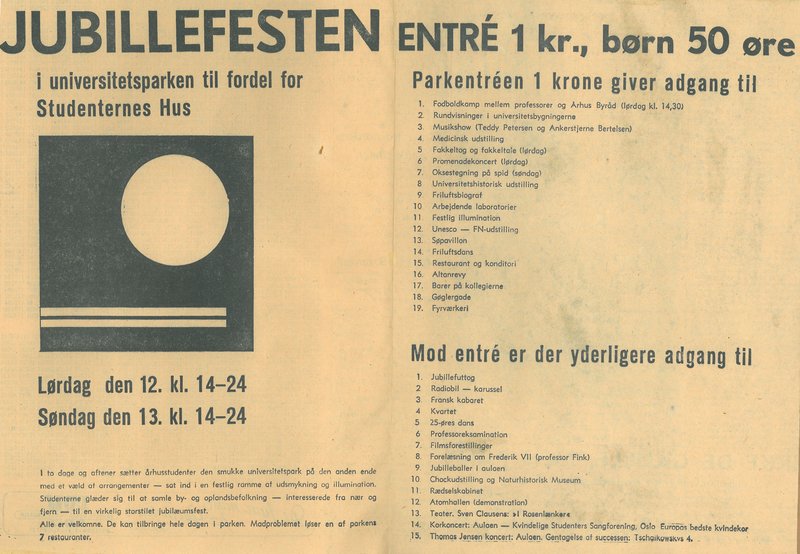 JUBILLEFESTEN
i universitetsparken til fordel for
Studenternes Hus
Lørdag den 12. kl. 14–24
Søndag den 13. kl. 14–24
I to dage og aftener sætter århusstudenter den smukke universitetspark på den anden ende
med et væld af arrangementer — sat ind i en festlig ramme af udsmykning og illumination.
Studenterne glæder sig til at samle by- og oplandsbefolkning — interesserede fra nær og
fjern — til en virkelig storstilet jubilæumsfest.
Alle er velkomne. De kan tilbringe hele dagen i parken. Madproblemet løser en af parkens
7 restauranter.
ENTRÉ 1 kr., børn 50 øre
Parkentréen 1 krone giver adgang til
1. Fodboldkamp mellem professorer og Århus Byråd (lørdag kl. 14,30)
2. Rundvisninger i universitetsbygningerne
3. Musikshow (Teddy Petersen og Ankerstjerne Bertelsen)
4. Medicinsk udstilling
5 Fakkeltog og fakkeltale (lørdag)
6 Promenadekoncert (lørdag)
7. Oksestegning på spid (søndag)
8 Universitetshistorisk udstilling
9 Friluftsbiograf
10 Arbejdende laboratorier
11 Festlig illumination
12. Unesco — FN-udstilling
13. Søpavillon
14. Friluftsdans
15. Restaurant og konditori
16. Altanrevy
17. Barer på kollegierne
18. Gøglergade
19. Fyrværkeri
Mod entré er der yderligere adgang til
1. Jubillefuttog
2 Radiobil — karussel
3 Fransk kabaret
4 Kvartet
5 25-øres dans
6 Professoreksamination
7. Filmsforestillinger
8. Forelæsning om Frederik VII (professor Fink)
9 Jubilleballer i aulaen
10 Chockudstilling og Naturhistorisk Museum
11. Rædselskabinet
12. Atomhallen (demonstration)
13. Teater. Sven Clausens: »I Rosenlænker«
14. Korkoncert: Aulaen — Kvindelige Studenters Sangforening, Oslo Europas bedste kvindekor
15. Thomas Jensen koncert: Aulaen. Gentagelse af successen: Tschaikowskys 4.